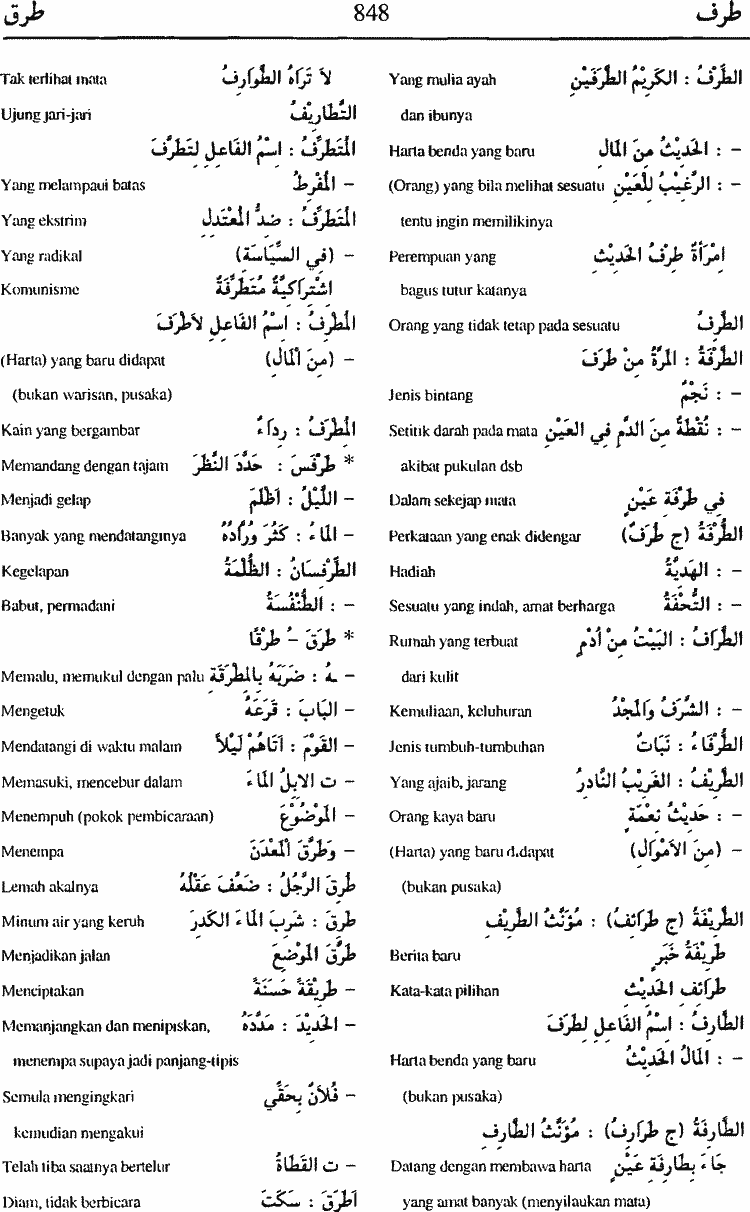 طرف 848 طرق
الطَّرْفُ : الكَرِيْمُ الطَّرَفَيْنِ Yang mulia ayah
dan ibunya
– : الحَدِيْثُ مِنَ المَالِ Harta benda yang baru
– : الرَّغِيْبُ لِلْعَيْنِ (Orang) yang bila melihat sesuatu
tentu ingin memilikinya
اِمْرَأَةٌ طِرْفُ الحَدِيْثِ Perempuan yang
bagus tutur katanya
الطَّرِفُ Orang yang tidak tetap pada sesuatu
الطَّرْفَةُ : المَرَّةُ مِنْ طَرَفَ
– : نَجْمٌ Jenis bintang
– : نُقْطَةٌ مِنَ الدَّمِ فِي العَيْنِ Setitik darah pada mata
akibat pukulan dsb
فِي طَرْفَةِ عَيْنٍ Dalam sekejap mata
الطُّرْفَةُ (ج طُرَفٌ) Perkataan yang enak didengar
– : الهَدِيَّةُ Hadiah
– : التُّحْفَةُ Sesuatu yang indah, amat berharga
الطِّرَافُ : البَيْتُ مِنْ أَدَمٍ Rumah yang terbuat
dari kulit
– : الشَّرَفُ وَالمَجْدُ Kemuliaan, keluhuran
الطَّرْفَاءُ : نَبَاتٌ Jenis tumbuh-tumbuhan
الطَّرِيْفُ : الغَرِيْبُ النَّادِرُ Yang ajaib, jarang
– : حَدِيْثُ نِعْمَةٍ Orang kaya baru
– (مِنَ الأَمْوَالِ) (Harta) yang baru didapat
(bukan pusaka)
الطَّرِيْفَةُ (ج طَرَائِفُ) : مُؤَنَّثُ الطَّرِيْفِ
طَرِيْفَةُ خَبَرٍ Berita baru
طَرَائِفُ الحَدِيْثِ Kata-kata pilihan
الطَّارِفُ : اِسْمُ الفَاعِلِ لِطَرَفَ
– : المَالُ الحَدِيْثُ Harta benda yang baru
(bukan pusaka)
الطَّارِفَةُ (ج طَوَارِفُ) : مُؤَنَّثُ الطَّارِفِ
جَاءَ بِطَارِفَةِ عَيْنٍ Datang dengan membawa harta
yang amat banyak (menyilaukan mata)
لاَ تَرَاهُ الطَّوَارِفُ Tak terlihat mata
التَّطَارِيْفُ Ujung jari-jari
المُتَطَرِّفُ : اِسْمُ الفَاعِلِ لِتَطَرَّفَ
– المُفْرِطُ Yang melampaui batas
المُتَطَرِّفُ : ضِدُّ المُعْتَدِلِ Yang ekstrim
– (فِي السِّيَاسَةِ) Yang radikal
اِشْتِرَاكِيَّةٌ مُتَطَرِّفَةٌ Komunisme
المُطْرِفُ : اِسْمُ الفَاعِلِ لأَطْرَفَ
– (مِنَ المَالِ) (Harta) yang baru didapat
(bukan warisan, pusaka)
المُطْرَفُ : رِدَاءٌ Kain yang bergambar
* طَرْفَسَ : حَدَّدَ النَّظَرَ Memandang dengan tajam
– اللَّيْلُ : أَظْلَمَ Menjadi gelap
– المَاءُ : كَثُرَ وُرَّادُهُ Banyak yang mendatanginya
الطَّرْفَسَانُ : الظُّلْمَةُ Kegelapan
– : الطِّنْفِسَةُ Babut, permadani
* طَرَقَ – طَرْقًا
– ـهُ : ضَرَبَهُ بِالمِطْرَقَةِ Memalu, memukul dengan palu
– البَابَ : قَرَعَهُ Mengetuk
– القَوْمَ : أَتَاهُمْ لَيْلاً Mendatangi di waktu malam
– ت الاِبِلُ المَاءَ Memasuki, mencebur dalam
– المَوْضُوْعَ Menempuh (pokok pembicaraan)
– وَطَرَّقَ المَعْدَنَ Menempa
طُرِقَ الرَّجُلُ : ضَعُفَ عَقْلُهُ Lemah akalnya
طَرِقَ : شَرِبَ المَاءَ الكَدِرَ Minum air yang keruh
طَرَّقَ المَوْضِعَ Menjadikan jalan
– طَرِيْقَةً حَسَنَةً Menciptakan
– الحَدِيْدَ : مَدَّدَهُ Memanjangkan dan menipiskan,
menempa supaya jadi panjang-tipis
– فُلاَنٌ بِحَقِّي Semula mengingkari
kemudian mengakui
– ت القَطَاةُ Telah tiba saatnya bertelur
أَطْرَقَ : سَكَتَ Diam, tidak berbicara